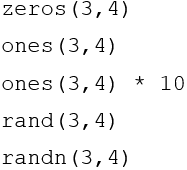 zeros(3,4)
ones(3,4)
ones(3,4) * 10
rand(3,4)
randn(3,4)